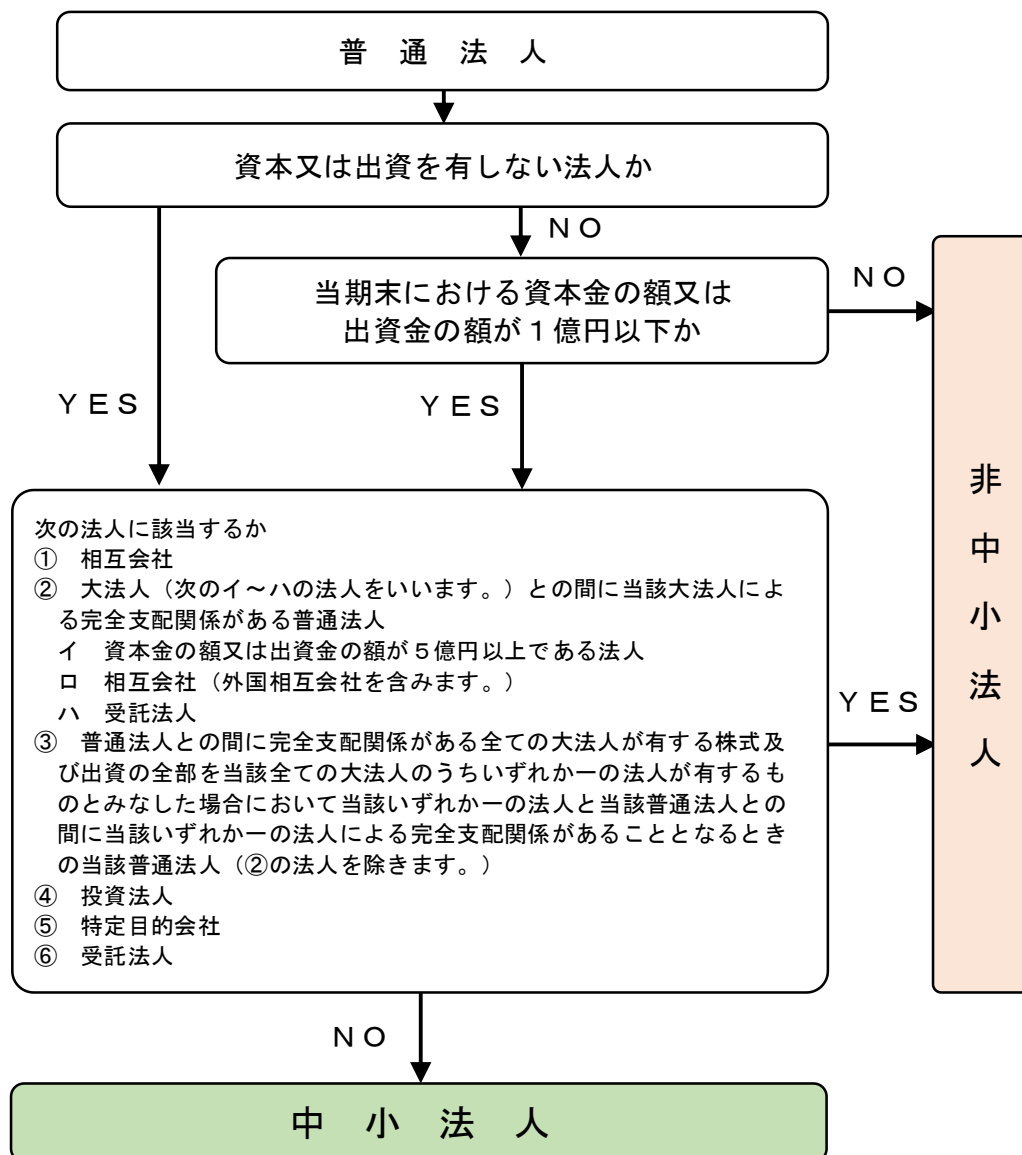 普通法人
資本又は出資を有しない法人か
NO
当期末における資本金の額又は
出資金の額が1億円以下か
NO
YES
YES
次の法人に該当するか
① 相互会社
② 大法人(次のイ~ハの法人をいいます。)との間に当該大法人によ
る完全支配関係がある普通法人
イ 資本金の額又は出資金の額が5億円以上である法人
ロ 相互会社(外国相互会社を含みます。)
ハ 受託法人
③ 普通法人との間に完全支配関係がある全ての大法人が有する株式及
び出資の全部を当該全ての大法人のうちいずれか一の法人が有するも
のとみなした場合において当該いずれか一の法人と当該普通法人との
間に当該いずれか一の法人による完全支配関係があることとなるとき
の当該普通法人(②の法人を除きます。)
④ 投資法人
⑤ 特定目的会社
⑥ 受託法人
YES
非中小法人
NO
中小法人